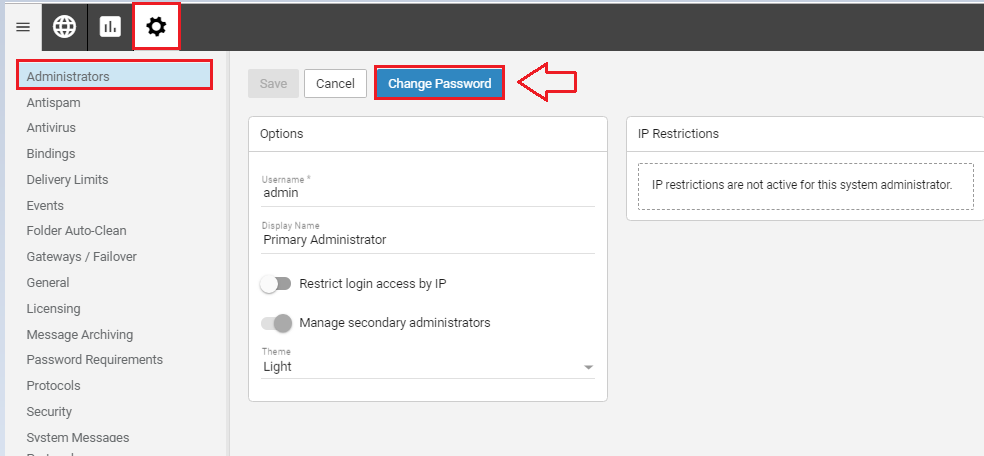 Administrators
Antispam
Antivirus
Bindings
Delivery Limits
Events
Folder Auto-Clean
Gateways / Failover
General
Licensing
Message Archiving
Password Requirements
Protocols
Security
System Messages
Save
Cancel
Change Password
Options
Username *
admin
Display Name
Primary Administrator
Restrict login access by IP
Manage secondary administrators
Theme
Light
IP Restrictions
IP restrictions are not active for this system administrator.